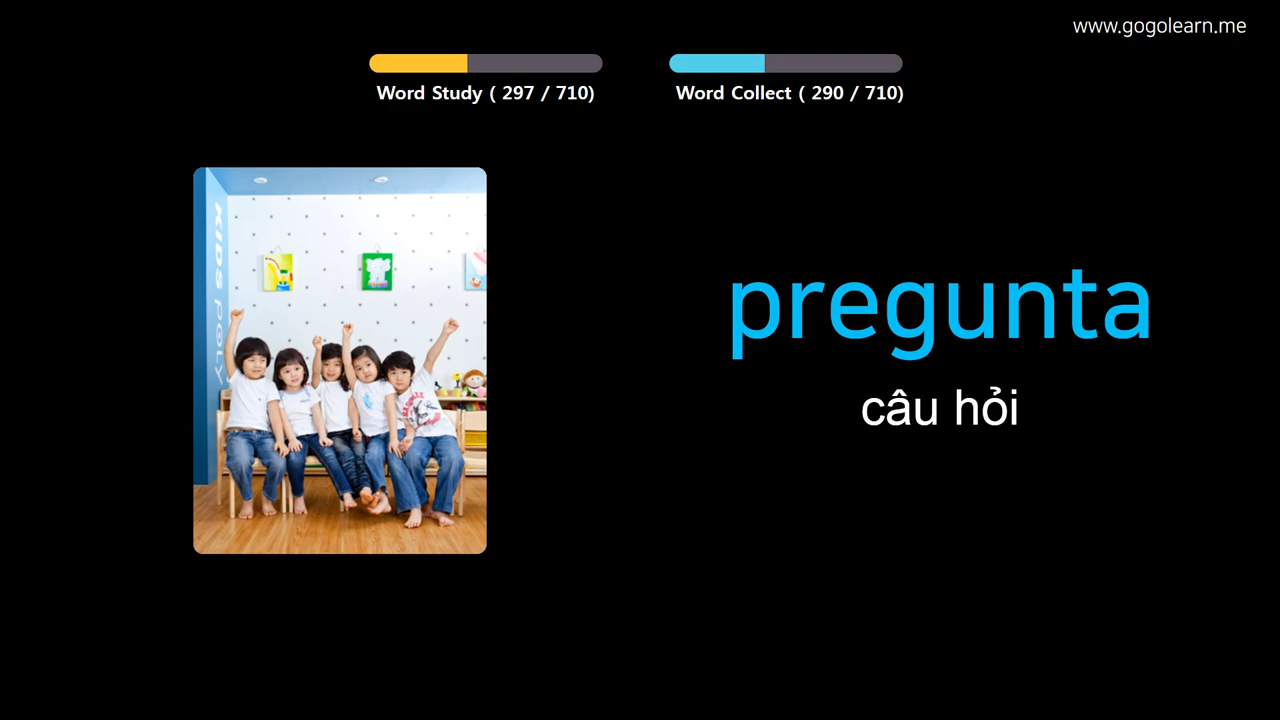 www.gogolearn.me
Word Study ( 297 / 710)
Word Collect ( 290 / 710)
KIDS POLY
pregunta
câu hỏi